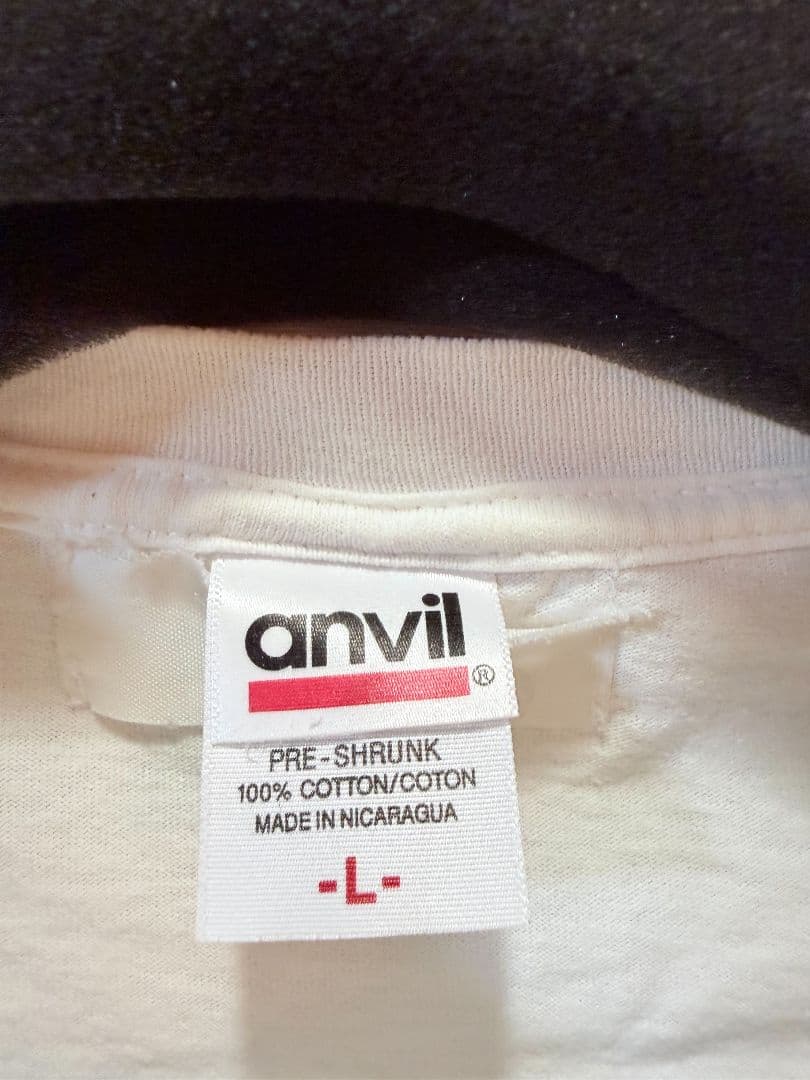 anvil®
PRE-SHRUNK
100% COTTON/COTON
MADE IN NICARAGUA
-L-